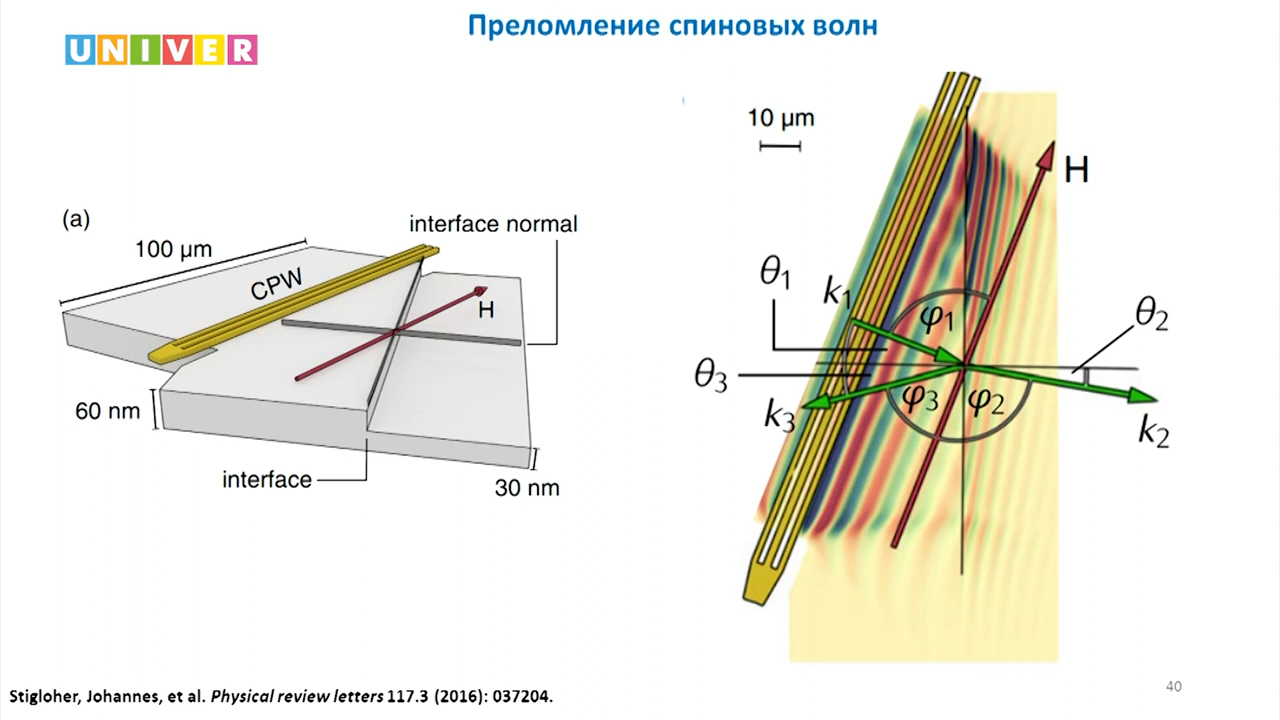 Преломление спиновых волн
UNIVER
(a)
100 µm
interface normal
CPW
H
60 nm
interface
30 nm
10 µm
H
θ1
k1
φ1
θ2
θ3
k3
φ3
φ2
k2
Stigloher, Johannes, et al. Physical review letters 117.3 (2016): 037204.
40